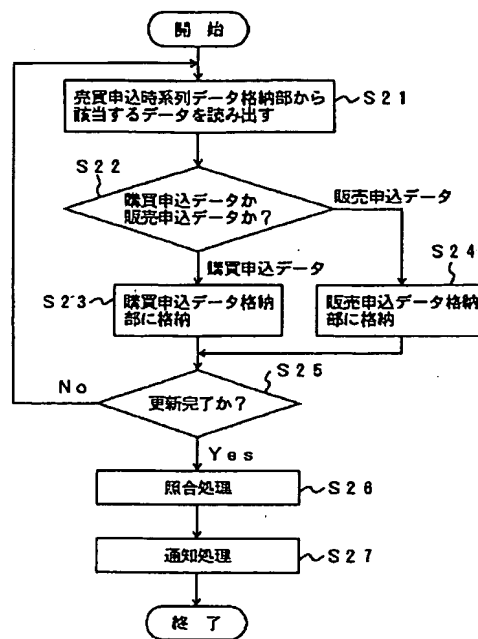 開 始
売買申込時系列データ格納部から
該当するデータを読み出す
S21
S22
購買申込データか
販売申込データか?
販売申込データ
購買申込データ
S23
購買申込データ格納
部に格納
S24
販売申込データ格納
部に格納
S25
No
更新完了か?
Yes
照合処理
S26
通知処理
S27
終 了